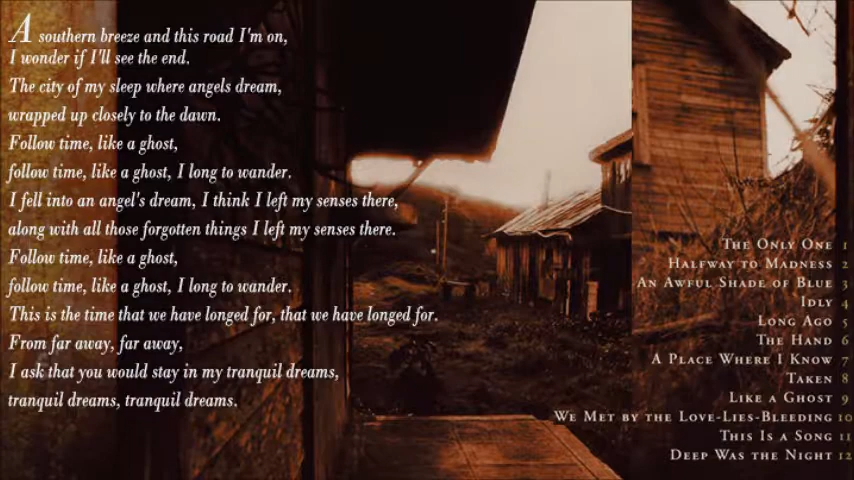 A southern breeze and this road I'm on,
I wonder if I'll see the end.
The city of my sleep where angels dream,
wrapped up closely to the dawn.
Follow time, like a ghost,
follow time, like a ghost, I long to wander.
I fell into an angel's dream, I think I left my senses there,
along with all those forgotten things I left my senses there.
Follow time, like a ghost,
follow time, like a ghost, I long to wander.
This is the time that we have longed for, that we have longed for.
From far away, far away,
I ask that you would stay in my tranquil dreams,
tranquil dreams, tranquil dreams.
The Only One 1
Halfway to Madness 2
An Awful Shade of Blue 3
Idly 4
Long Ago 5
The Hand 6
A Place Where I Know 7
Taken 8
Like a Ghost 9
We Met by the Love-Lies-Bleeding 10
This Is a Song 11
Deep Was the Night 12